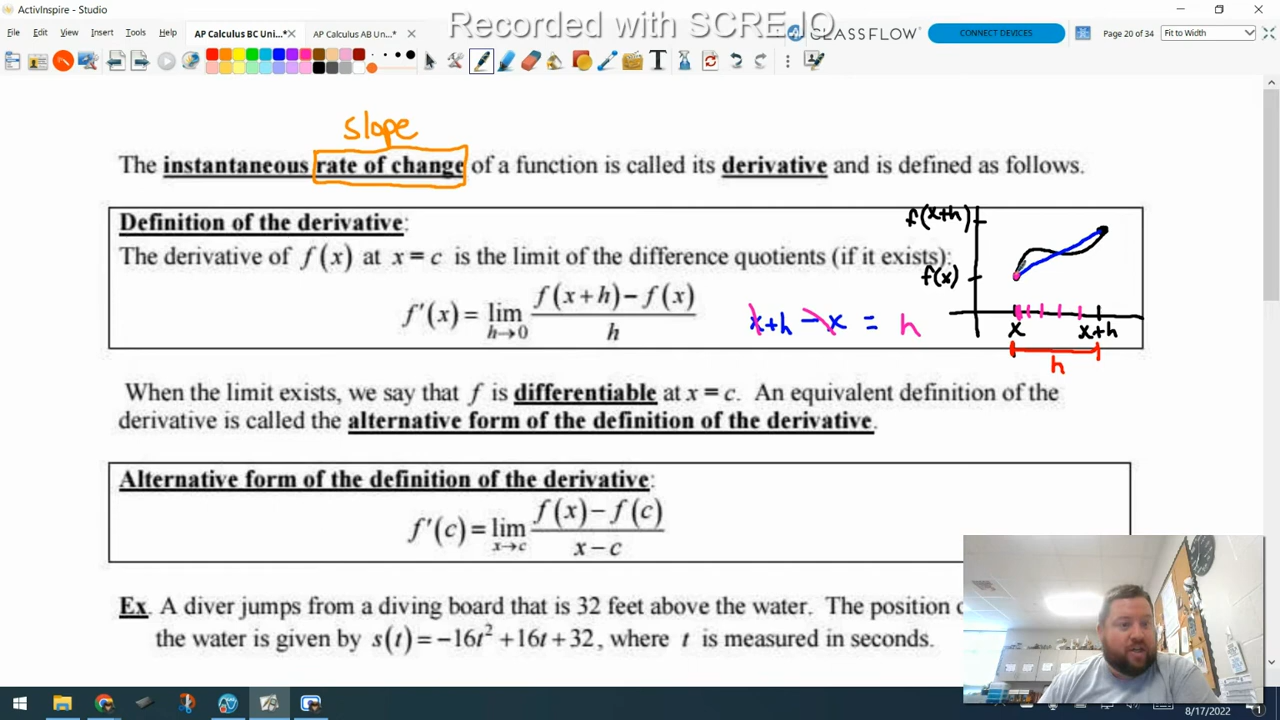 ActivInspire - Studio
Recorded with SCRE.IO
AP Calculus BC Uni...*
AP Calculus AB Un...*
CLASSFLOW
CONNECT DEVICES
Page 20 of 34
Fit to Width
File Edit View Insert Tools Help
slope
The instantaneous rate of change of a function is called its derivative and is defined as follows.
Definition of the derivative:
The derivative of f(x) at x = c is the limit of the difference quotients (if it exists):
f'(x) = lim h→0 f(x+h) − f(x) / h
x+h − x = h
f(x+h)
f(x)
x x+h
h
When the limit exists, we say that f is differentiable at x = c. An equivalent definition of the
derivative is called the alternative form of the definition of the derivative.
Alternative form of the definition of the derivative:
f'(c) = lim x→c f(x) − f(c) / x − c
Ex. A diver jumps from a diving board that is 32 feet above the water. The position
the water is given by s(t) = −16t² + 16t + 32, where t is measured in seconds.
8/17/2022